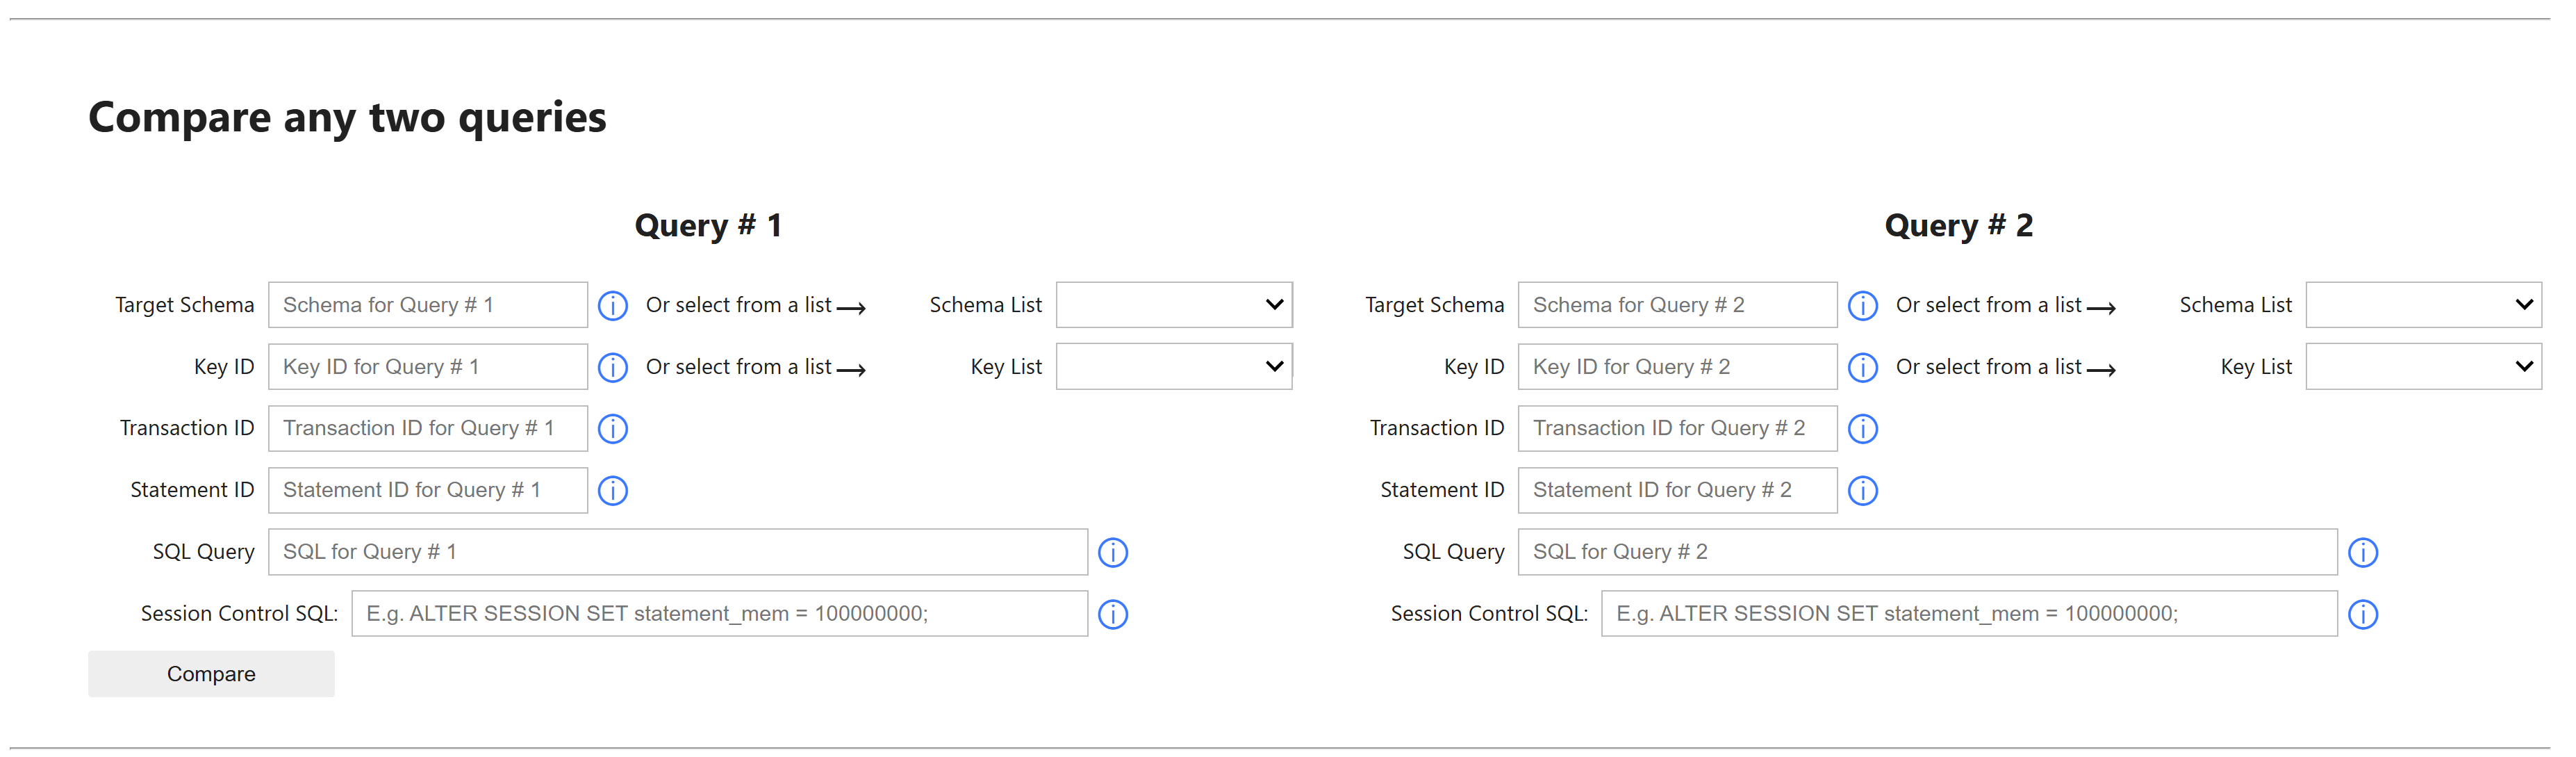 Compare any two queries
Query # 1
Query # 2
Target Schema Schema for Query # 1 Or select from a list Schema List
Target Schema Schema for Query # 2 Or select from a list Schema List
Key ID Key ID for Query # 1 Or select from a list Key List
Key ID Key ID for Query # 2 Or select from a list Key List
Transaction ID Transaction ID for Query # 1
Transaction ID Transaction ID for Query # 2
Statement ID Statement ID for Query # 1
Statement ID Statement ID for Query # 2
SQL Query SQL for Query # 1
SQL Query SQL for Query # 2
Session Control SQL: E.g. ALTER SESSION SET statement_mem = 100000000;
Session Control SQL: E.g. ALTER SESSION SET statement_mem = 100000000;
Compare